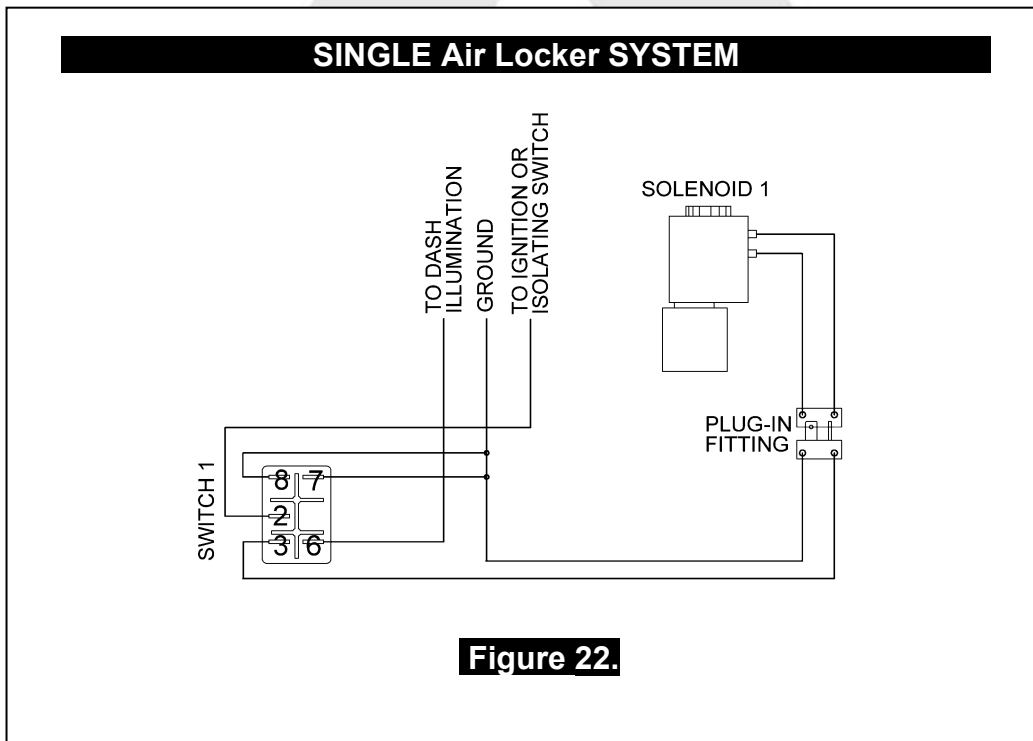 SINGLE Air Locker SYSTEM
TO DASH
ILLUMINATION
GROUND
TO IGNITION OR
ISOLATING SWITCH
SOLENOID 1
PLUG-IN
FITTING
SWITCH 1
8 7
2
3 6
Figure 22.